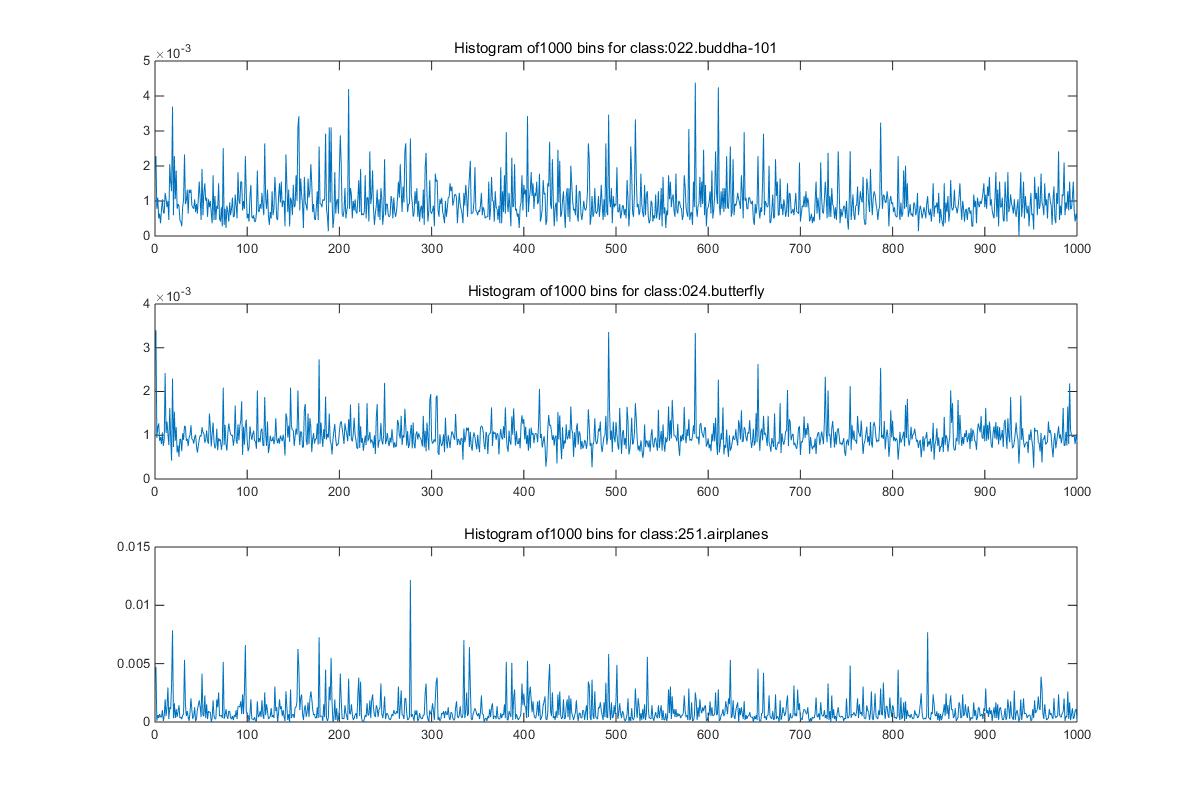 Histogram of1000 bins for class:022.buddha-101
×10-3
5
4
3
2
1
0
0 100 200 300 400 500 600 700 800 900 1000
Histogram of1000 bins for class:024.butterfly
×10-3
4
3
2
1
0
0 100 200 300 400 500 600 700 800 900 1000
Histogram of1000 bins for class:251.airplanes
0.015
0.01
0.005
0
0 100 200 300 400 500 600 700 800 900 1000